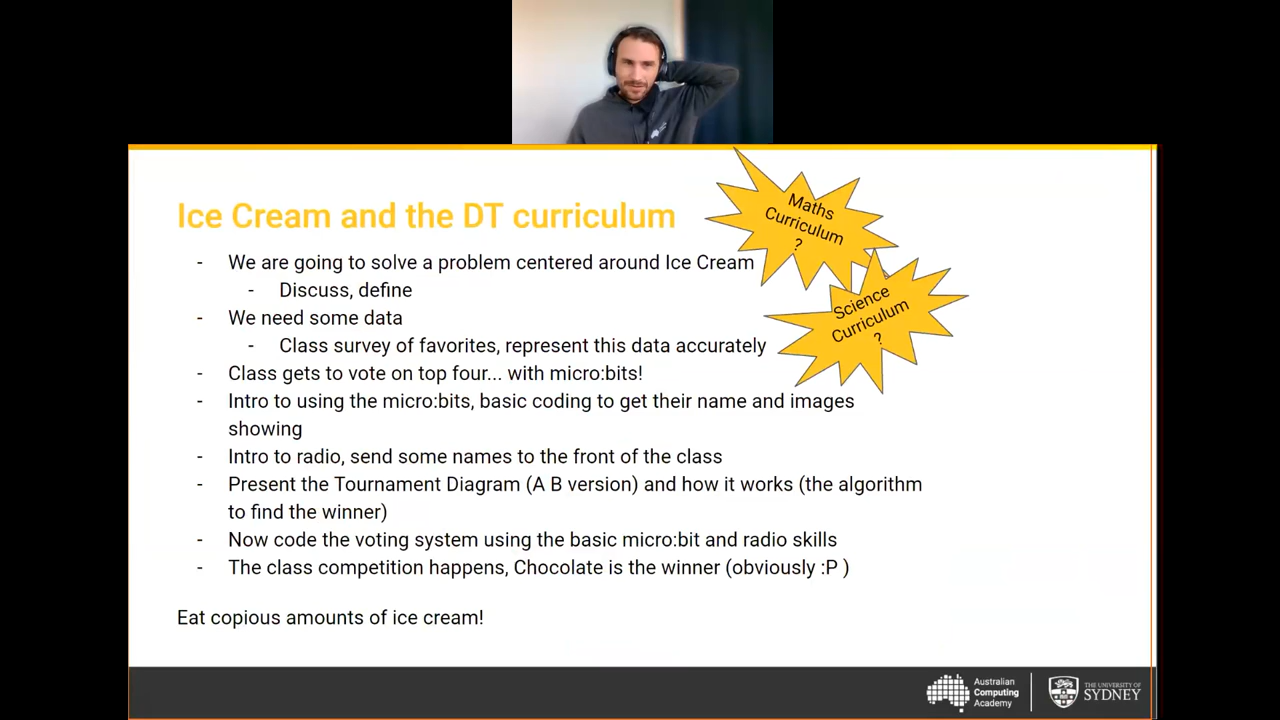 Ice Cream and the DT curriculum
Maths
Curriculum
?
Science
Curriculum
?
- We are going to solve a problem centered around Ice Cream
- Discuss, define
- We need some data
- Class survey of favorites, represent this data accurately
- Class gets to vote on top four... with micro:bits!
- Intro to using the micro:bits, basic coding to get their name and images
showing
- Intro to radio, send some names to the front of the class
- Present the Tournament Diagram (A B version) and how it works (the algorithm
to find the winner)
- Now code the voting system using the basic micro:bit and radio skills
- The class competition happens, Chocolate is the winner (obviously :P )
Eat copious amounts of ice cream!
Australian
Computing
Academy
THE UNIVERSITY OF
SYDNEY